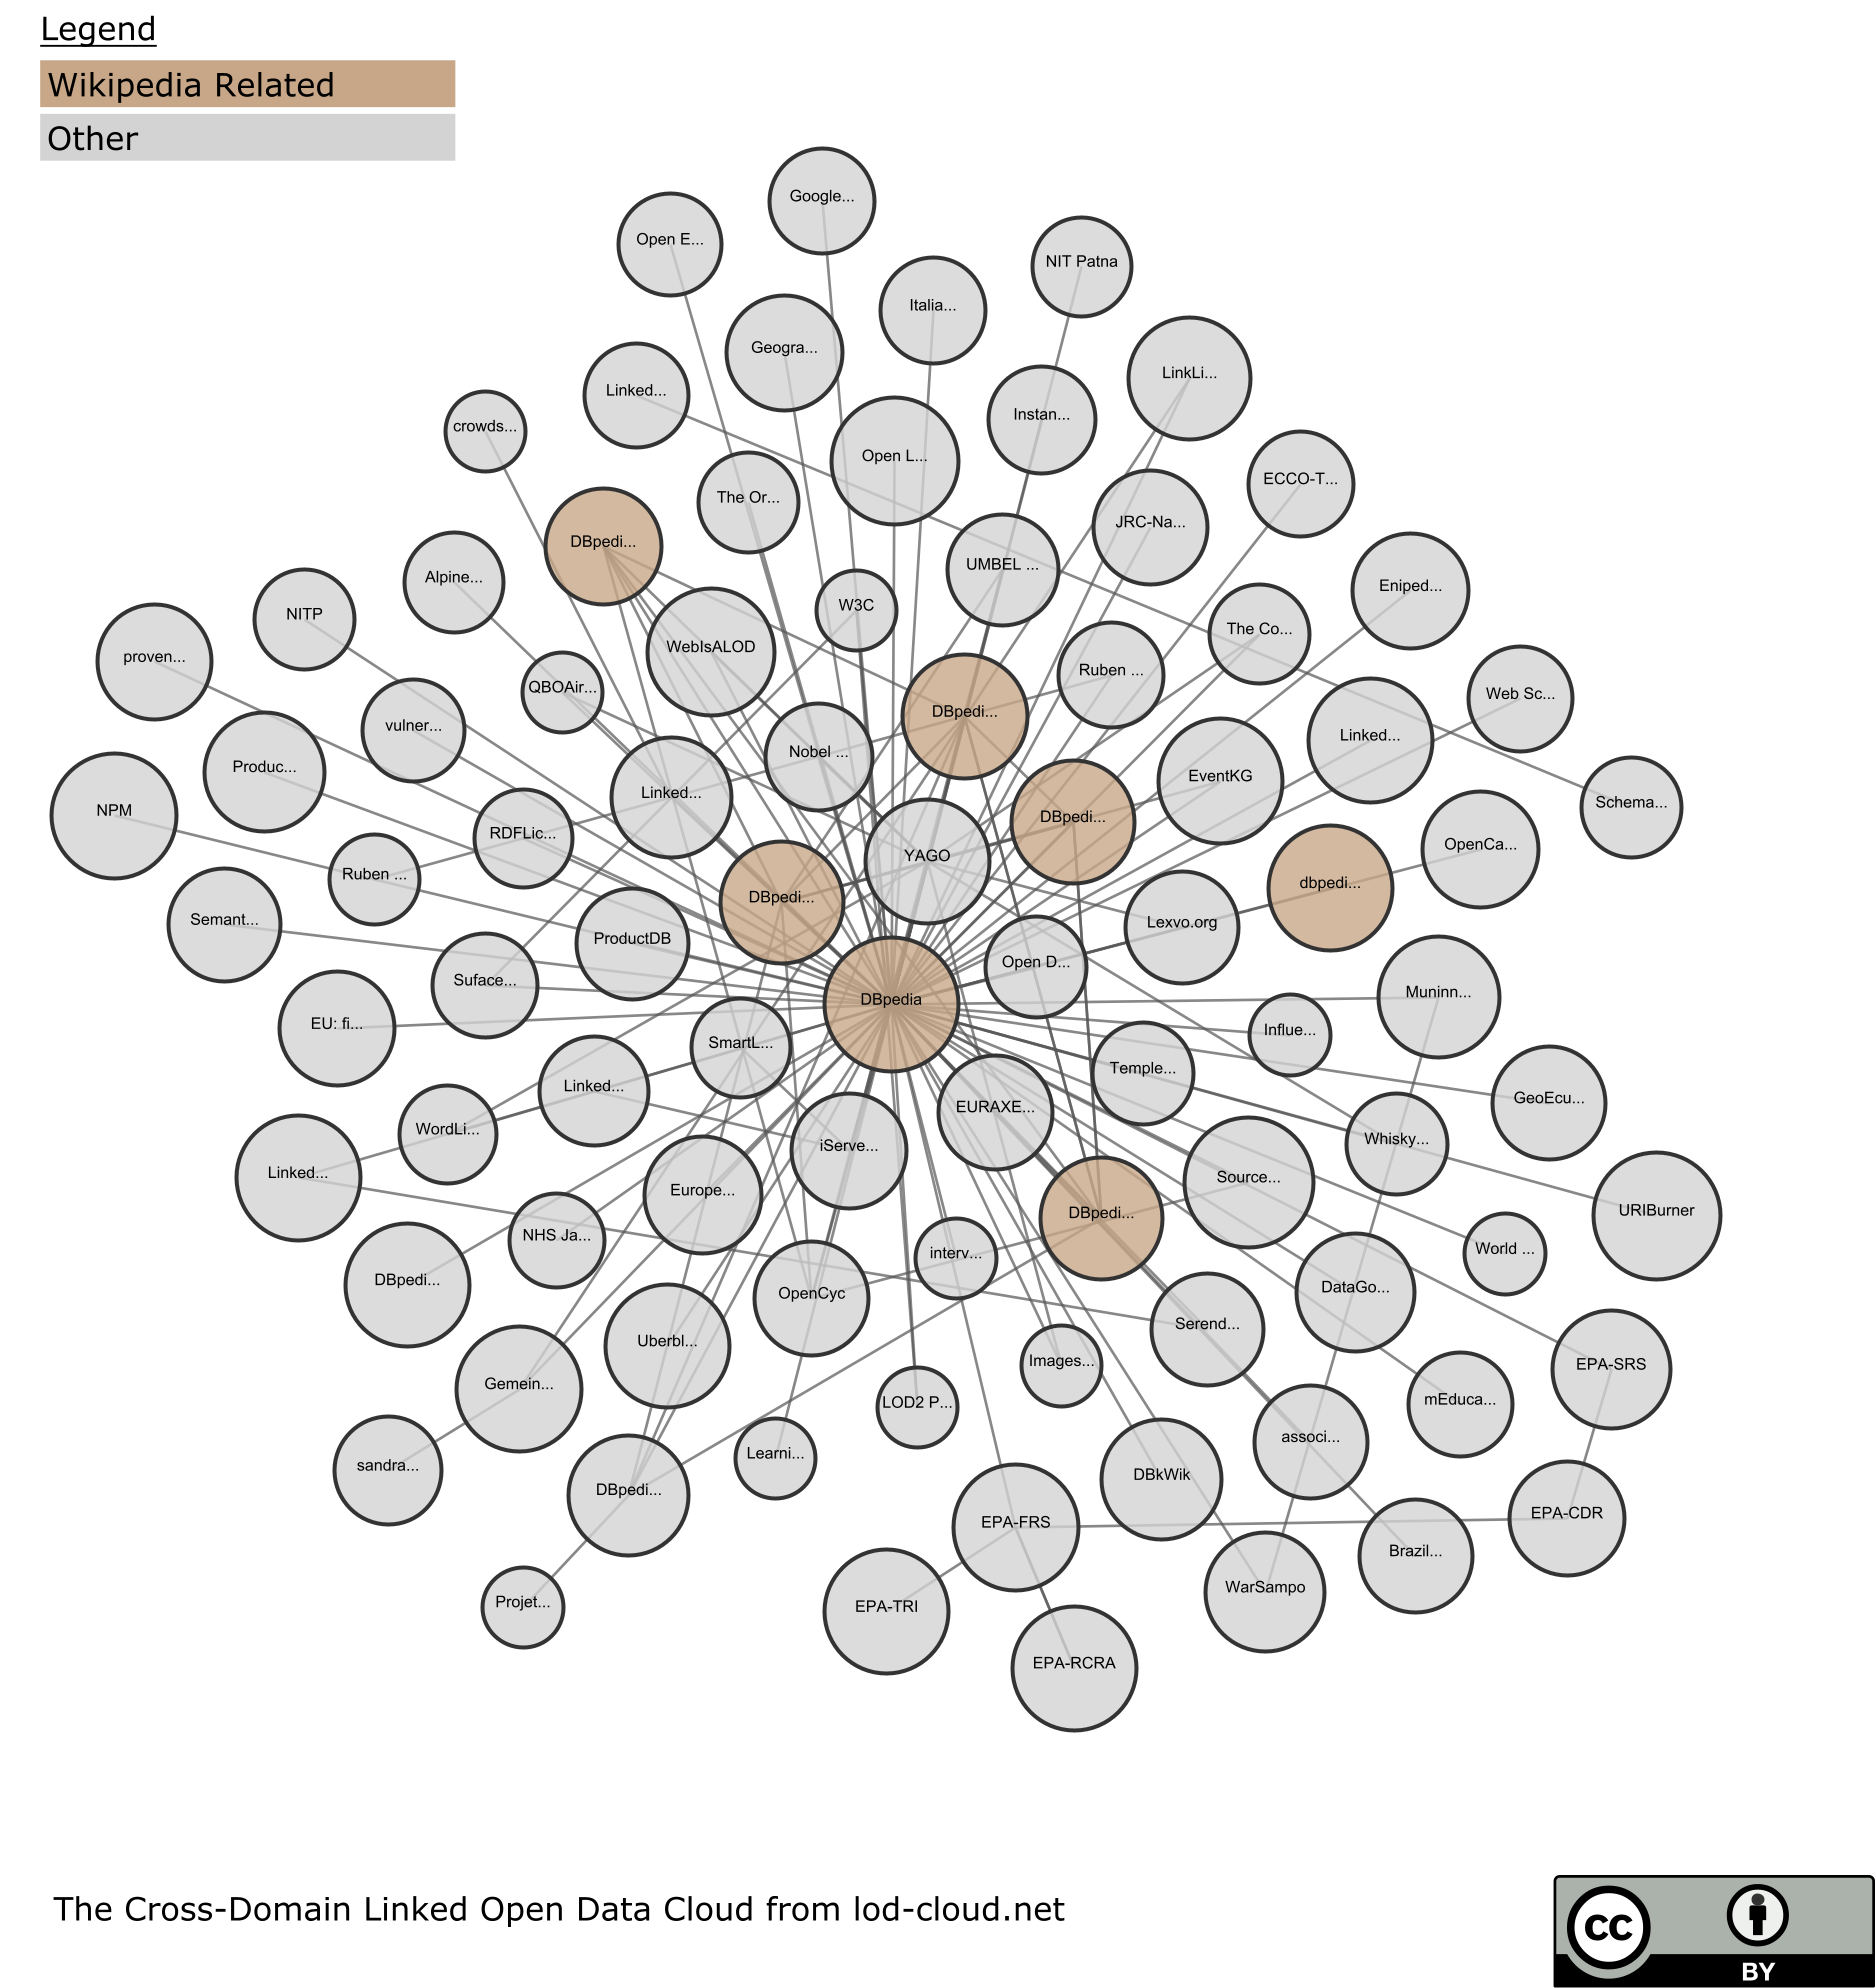 Legend
Wikipedia Related
Other
Google...
Open E...
NIT Patna
Italia...
Geogra...
LinkLi...
Linked...
Instan...
crowds...
Open L...
ECCO-T...
The Or...
JRC-Na...
DBpedi...
UMBEL ...
Alpine...
Eniped...
W3C
NITP
The Co...
WebIsALOD
proven...
Ruben ...
QBOAir...
Web Sc...
DBpedi...
vulner...
Linked...
Nobel ...
Produc...
EventKG
Linked...
Schema...
NPM
DBpedi...
RDFLic...
OpenCa...
YAGO
Ruben ...
dbpedi...
DBpedi...
Semant...
Lexvo.org
ProductDB
Open D...
Suface...
Muninn...
DBpedia
EU: fi...
Influe...
SmartL...
Temple...
Linked...
GeoEcu...
EURAXE...
WordLi...
Whisky...
iServe...
Linked...
Source...
Europe...
URIBurner
DBpedi...
NHS Ja...
interv...
World ...
DBpedi...
OpenCyc
DataGo...
Serend...
Uberbl...
Images...
EPA-SRS
Gemein...
mEduca...
LOD2 P...
associ...
Learni...
sandra...
DBkWik
DBpedi...
EPA-CDR
EPA-FRS
Brazil...
WarSampo
Projet...
EPA-TRI
EPA-RCRA
The Cross-Domain Linked Open Data Cloud from lod-cloud.net
cc
BY